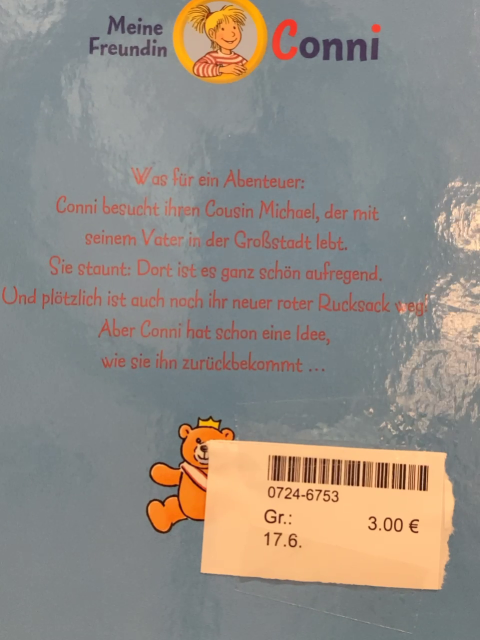 Meine
Freundin
Conni
Was für ein Abenteuer:
Conni besucht ihren Cousin Michael, der mit
seinem Vater in der Großstadt lebt.
Sie staunt: Dort ist es ganz schön aufregend.
Und plötzlich ist auch noch ihr neuer roter Rucksack weg!
Aber Conni hat schon eine Idee,
wie sie ihn zurückbekommt ...
0724-6753
Gr.:
3.00 €
17.6.